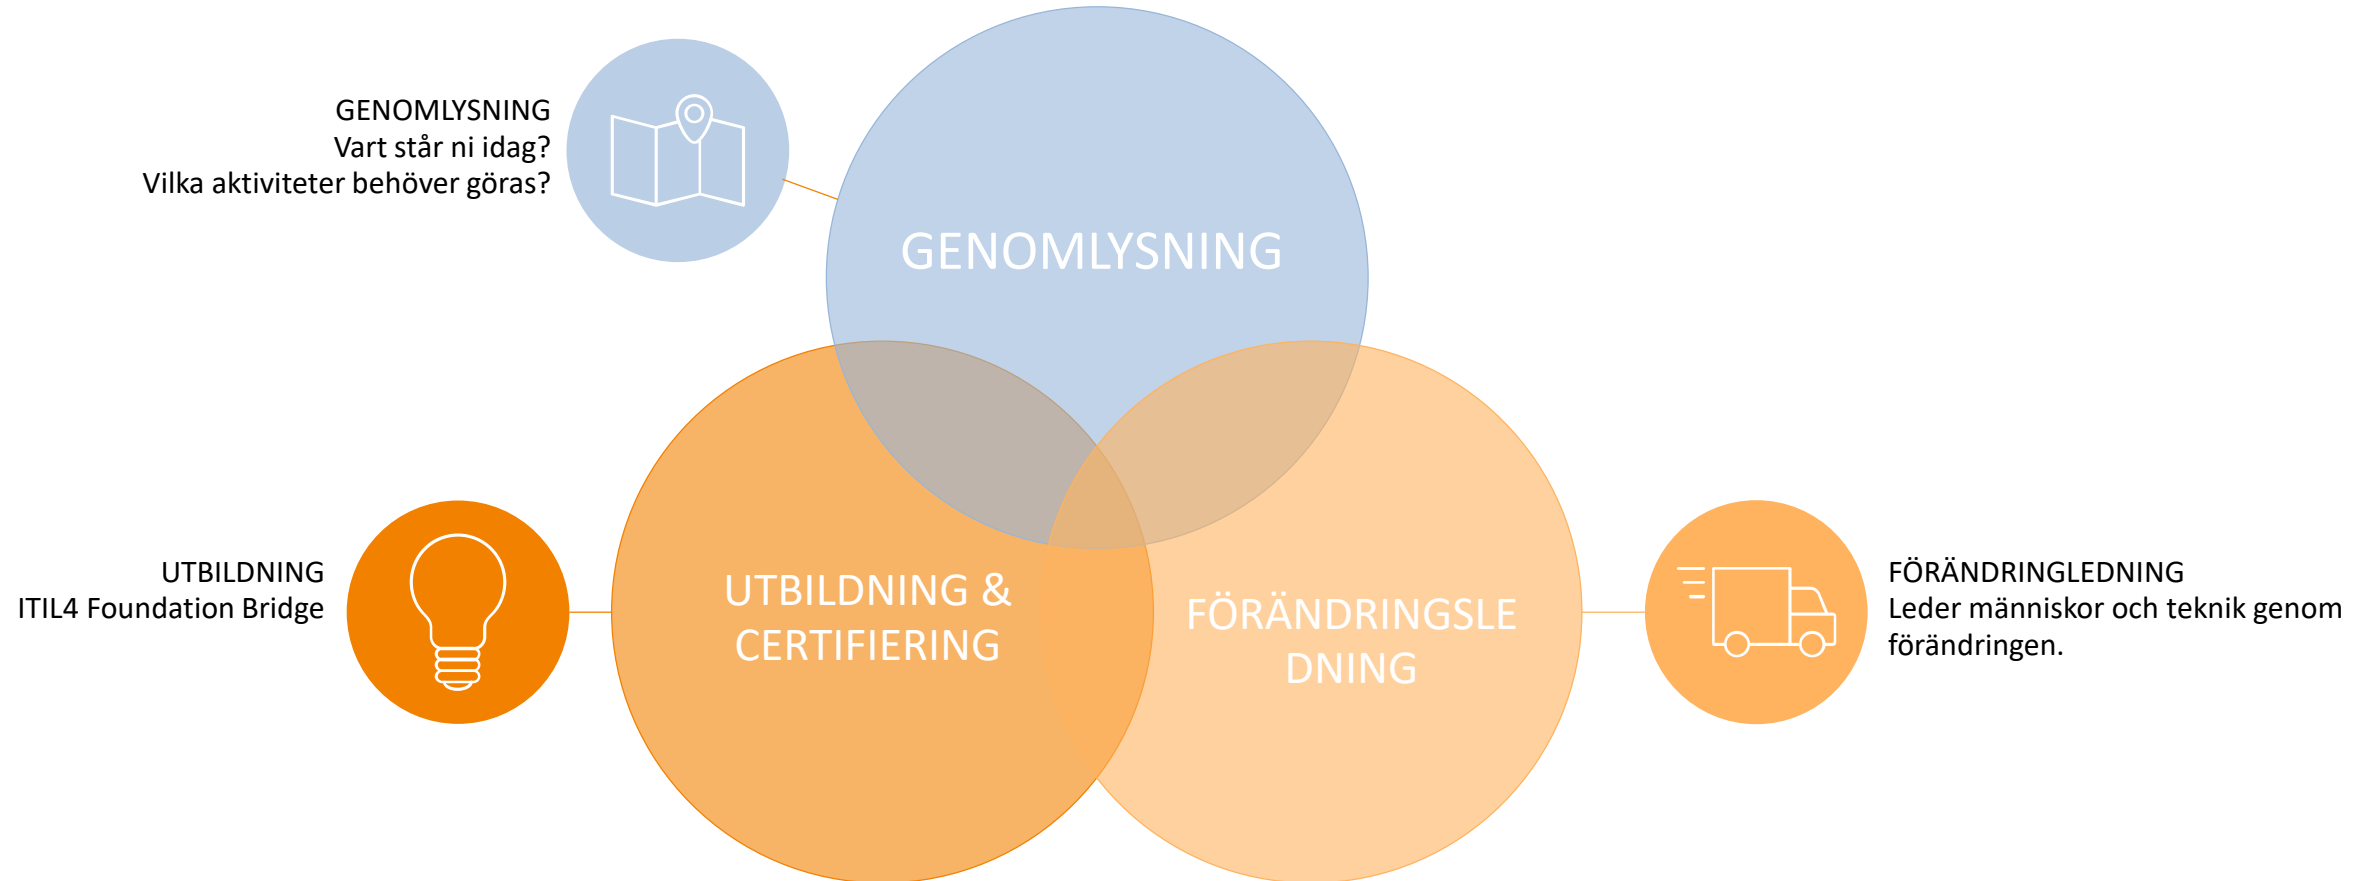 GENOMLYSNING
Vart står ni idag?
Vilka aktiviteter behöver göras?
GENOMLYSNING
UTBILDNING
ITIL4 Foundation Bridge
UTBILDNING &
CERTIFIERING
FÖRÄNDRINGSLE
DNING
FÖRÄNDRINGLEDNING
Leder människor och teknik genom
förändringen.